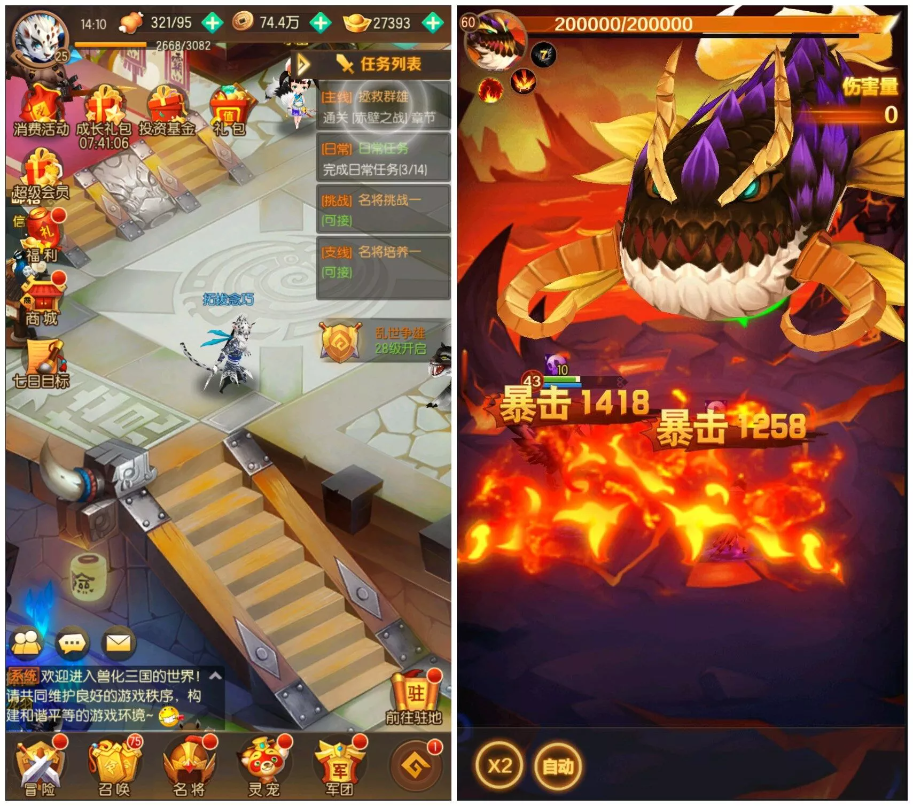 14:10
321/95
74.4万
27393
25
2668/3082
任务列表
[主线] 拯救群雄
通关 [赤壁之战] 章节
[日常] 日常任务
完成日常任务(3/14)
[挑战] 名将挑战一
[可接]
[支线] 名将培养一
[可接]
消费活动
成长礼包
07:41:06
投资基金
礼包
超级会员
福利
商城
七日目标
乱世争雄
28级开启
系统 欢迎进入兽化三国的世界!
请共同维护良好的游戏秩序，构
建和谐平等的游戏环境~
驻
前往驻地
冒险
召唤
75
名将
灵宠
军
军团
1
60
200000/200000
伤害量
0
10
43
暴击 1418
暴击 1258
X2
自动